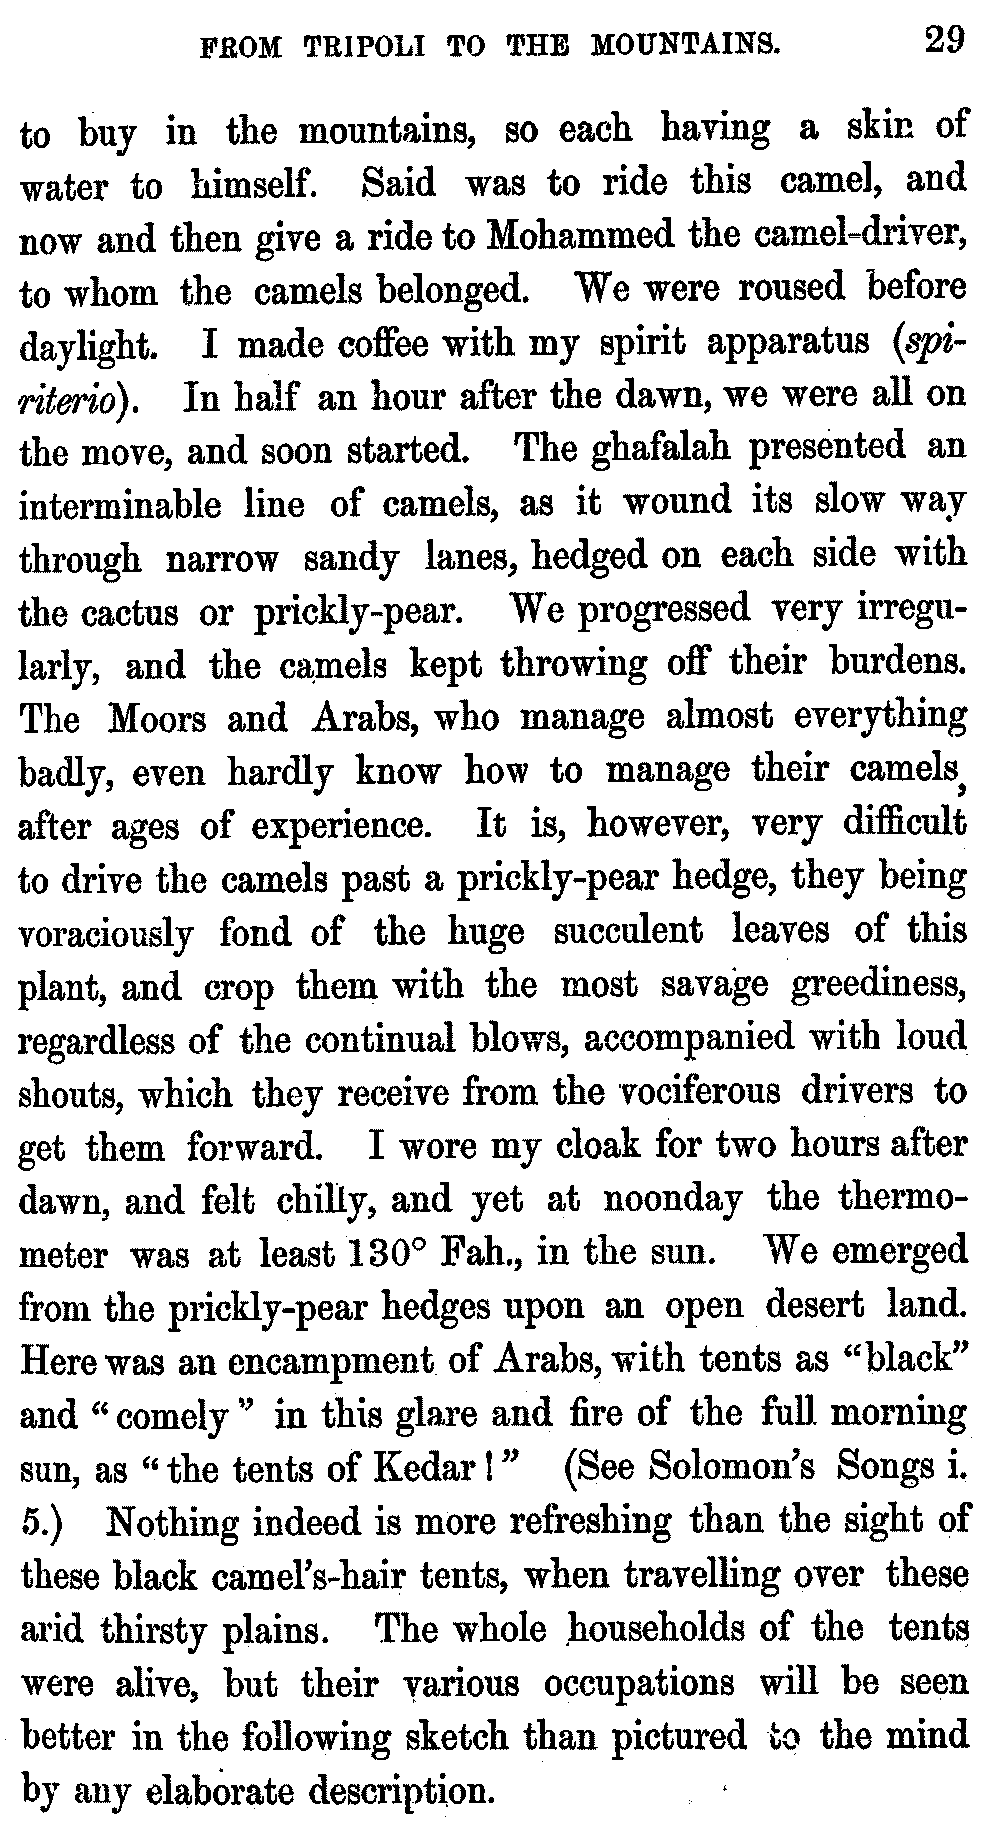 FROM TRIPOLI TO THE MOUNTAINS. 29
to buy in the mountains, so each having a skin of
water to himself. Said was to ride this camel, and
now and then give a ride to Mohammed the camel-driver,
to whom the camels belonged. We were roused before
daylight. I made coffee with my spirit apparatus (spi-
riterio). In half an hour after the dawn, we were all on
the move, and soon started. The ghafalah presented an
interminable line of camels, as it wound its slow way
through narrow sandy lanes, hedged on each side with
the cactus or prickly-pear. We progressed very irregu-
larly, and the camels kept throwing off their burdens.
The Moors and Arabs, who manage almost everything
badly, even hardly know how to manage their camels,
after ages of experience. It is, however, very difficult
to drive the camels past a prickly-pear hedge, they being
voraciously fond of the huge succulent leaves of this
plant, and crop them with the most savage greediness,
regardless of the continual blows, accompanied with loud
shouts, which they receive from the vociferous drivers to
get them forward. I wore my cloak for two hours after
dawn, and felt chilly, and yet at noonday the thermo-
meter was at least 130° Fah., in the sun. We emerged
from the prickly-pear hedges upon an open desert land.
Here was an encampment of Arabs, with tents as “black”
and “comely” in this glare and fire of the full morning
sun, as “the tents of Kedar!” (See Solomon's Songs i.
5.) Nothing indeed is more refreshing than the sight of
these black camel's-hair tents, when travelling over these
arid thirsty plains. The whole households of the tents
were alive, but their various occupations will be seen
better in the following sketch than pictured to the mind
by any elaborate description.